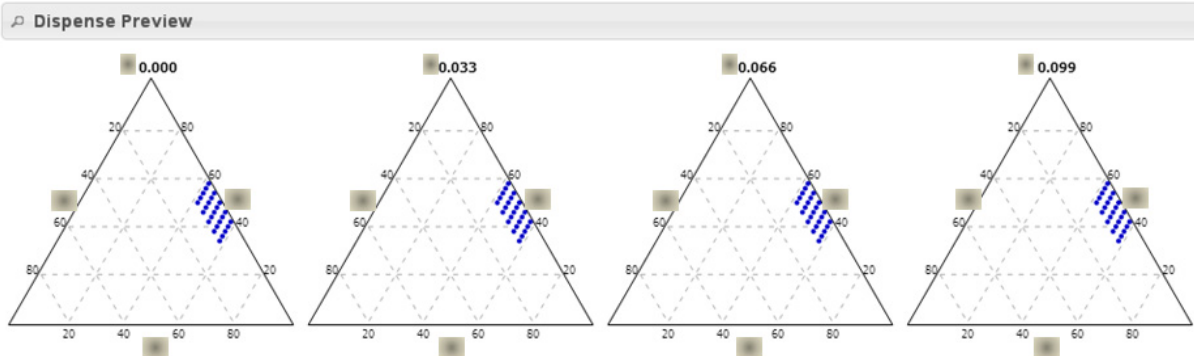 Dispense Preview
0.000 0.033 0.066 0.099
20 80 20 80 20 80 20 80
40 60 40 60 40 60 40 60
60 40 60 40 60 40 60 40
80 20 80 20 80 20 80 20
20 40 60 80 20 40 60 80 20 40 60 80 20 40 60 80